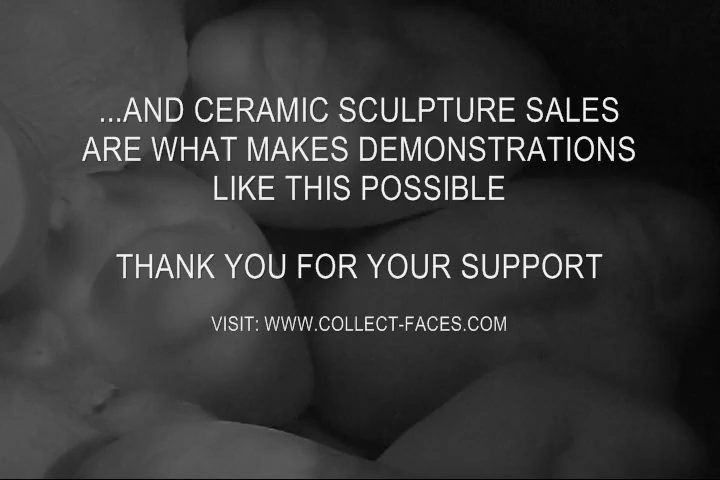 ...AND CERAMIC SCULPTURE SALES
ARE WHAT MAKES DEMONSTRATIONS
LIKE THIS POSSIBLE
THANK YOU FOR YOUR SUPPORT
VISIT: WWW.COLLECT-FACES.COM